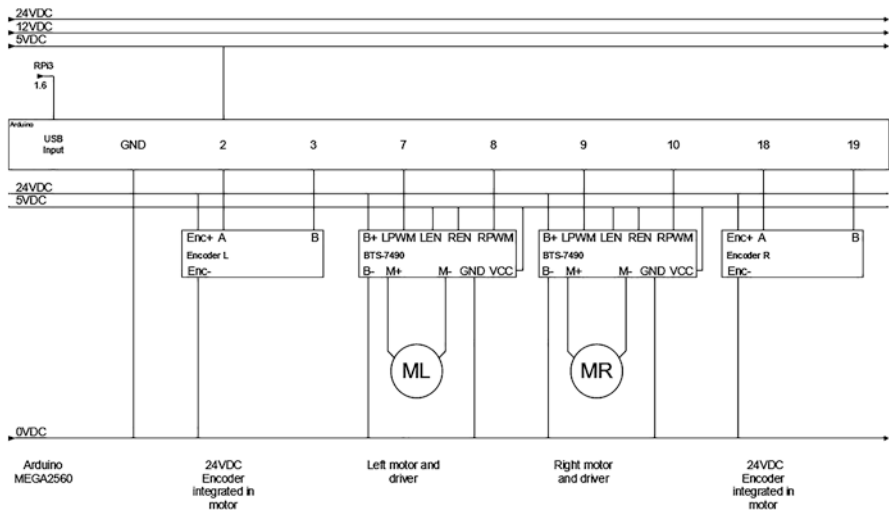 24VDC
12VDC
5VDC
RPi3
1.6
Arduino
USB
Input
GND 2 3 7 8 9 10 18 19
24VDC
5VDC
Enc+ A B
Encoder L
Enc-
B+ LPWM LEN REN RPWM
BTS-7490
B- M+ M- GND VCC
B+ LPWM LEN REN RPWM
BTS-7490
B- M+ M- GND VCC
Enc+ A B
Encoder R
Enc-
ML
MR
0VDC
Arduino
MEGA2560
24VDC
Encoder
integrated in
motor
Left motor and
driver
Right motor
and driver
24VDC
Encoder
integrated in
motor